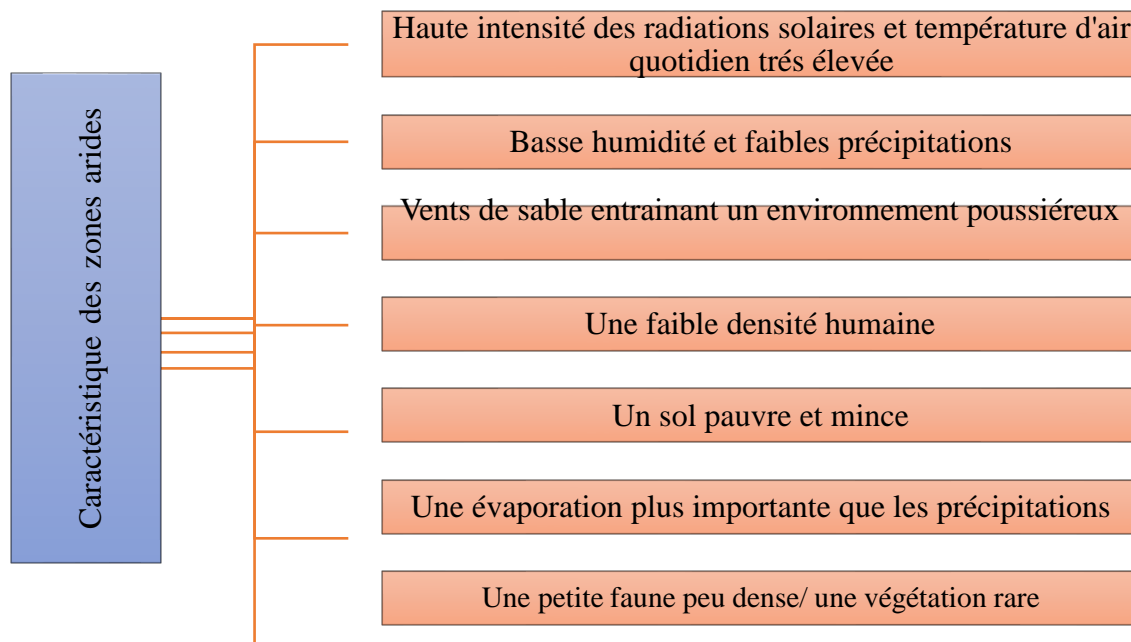 Caractéristique des zones arides
Haute intensité des radiations solaires et température d'air
quotidien trés élevée
Basse humidité et faibles précipitations
Vents de sable entrainant un environnement poussiéreux
Une faible densité humaine
Un sol pauvre et mince
Une évaporation plus importante que les précipitations
Une petite faune peu dense/ une végétation rare